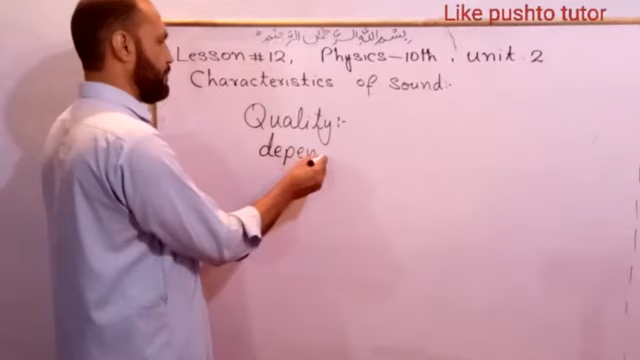 Like pushto tutor
بسم اللہ الرحمن الرحیم
Lesson #12, Physics-10th. unit 2
Characteristics of Sound:-
Quality:-
depen